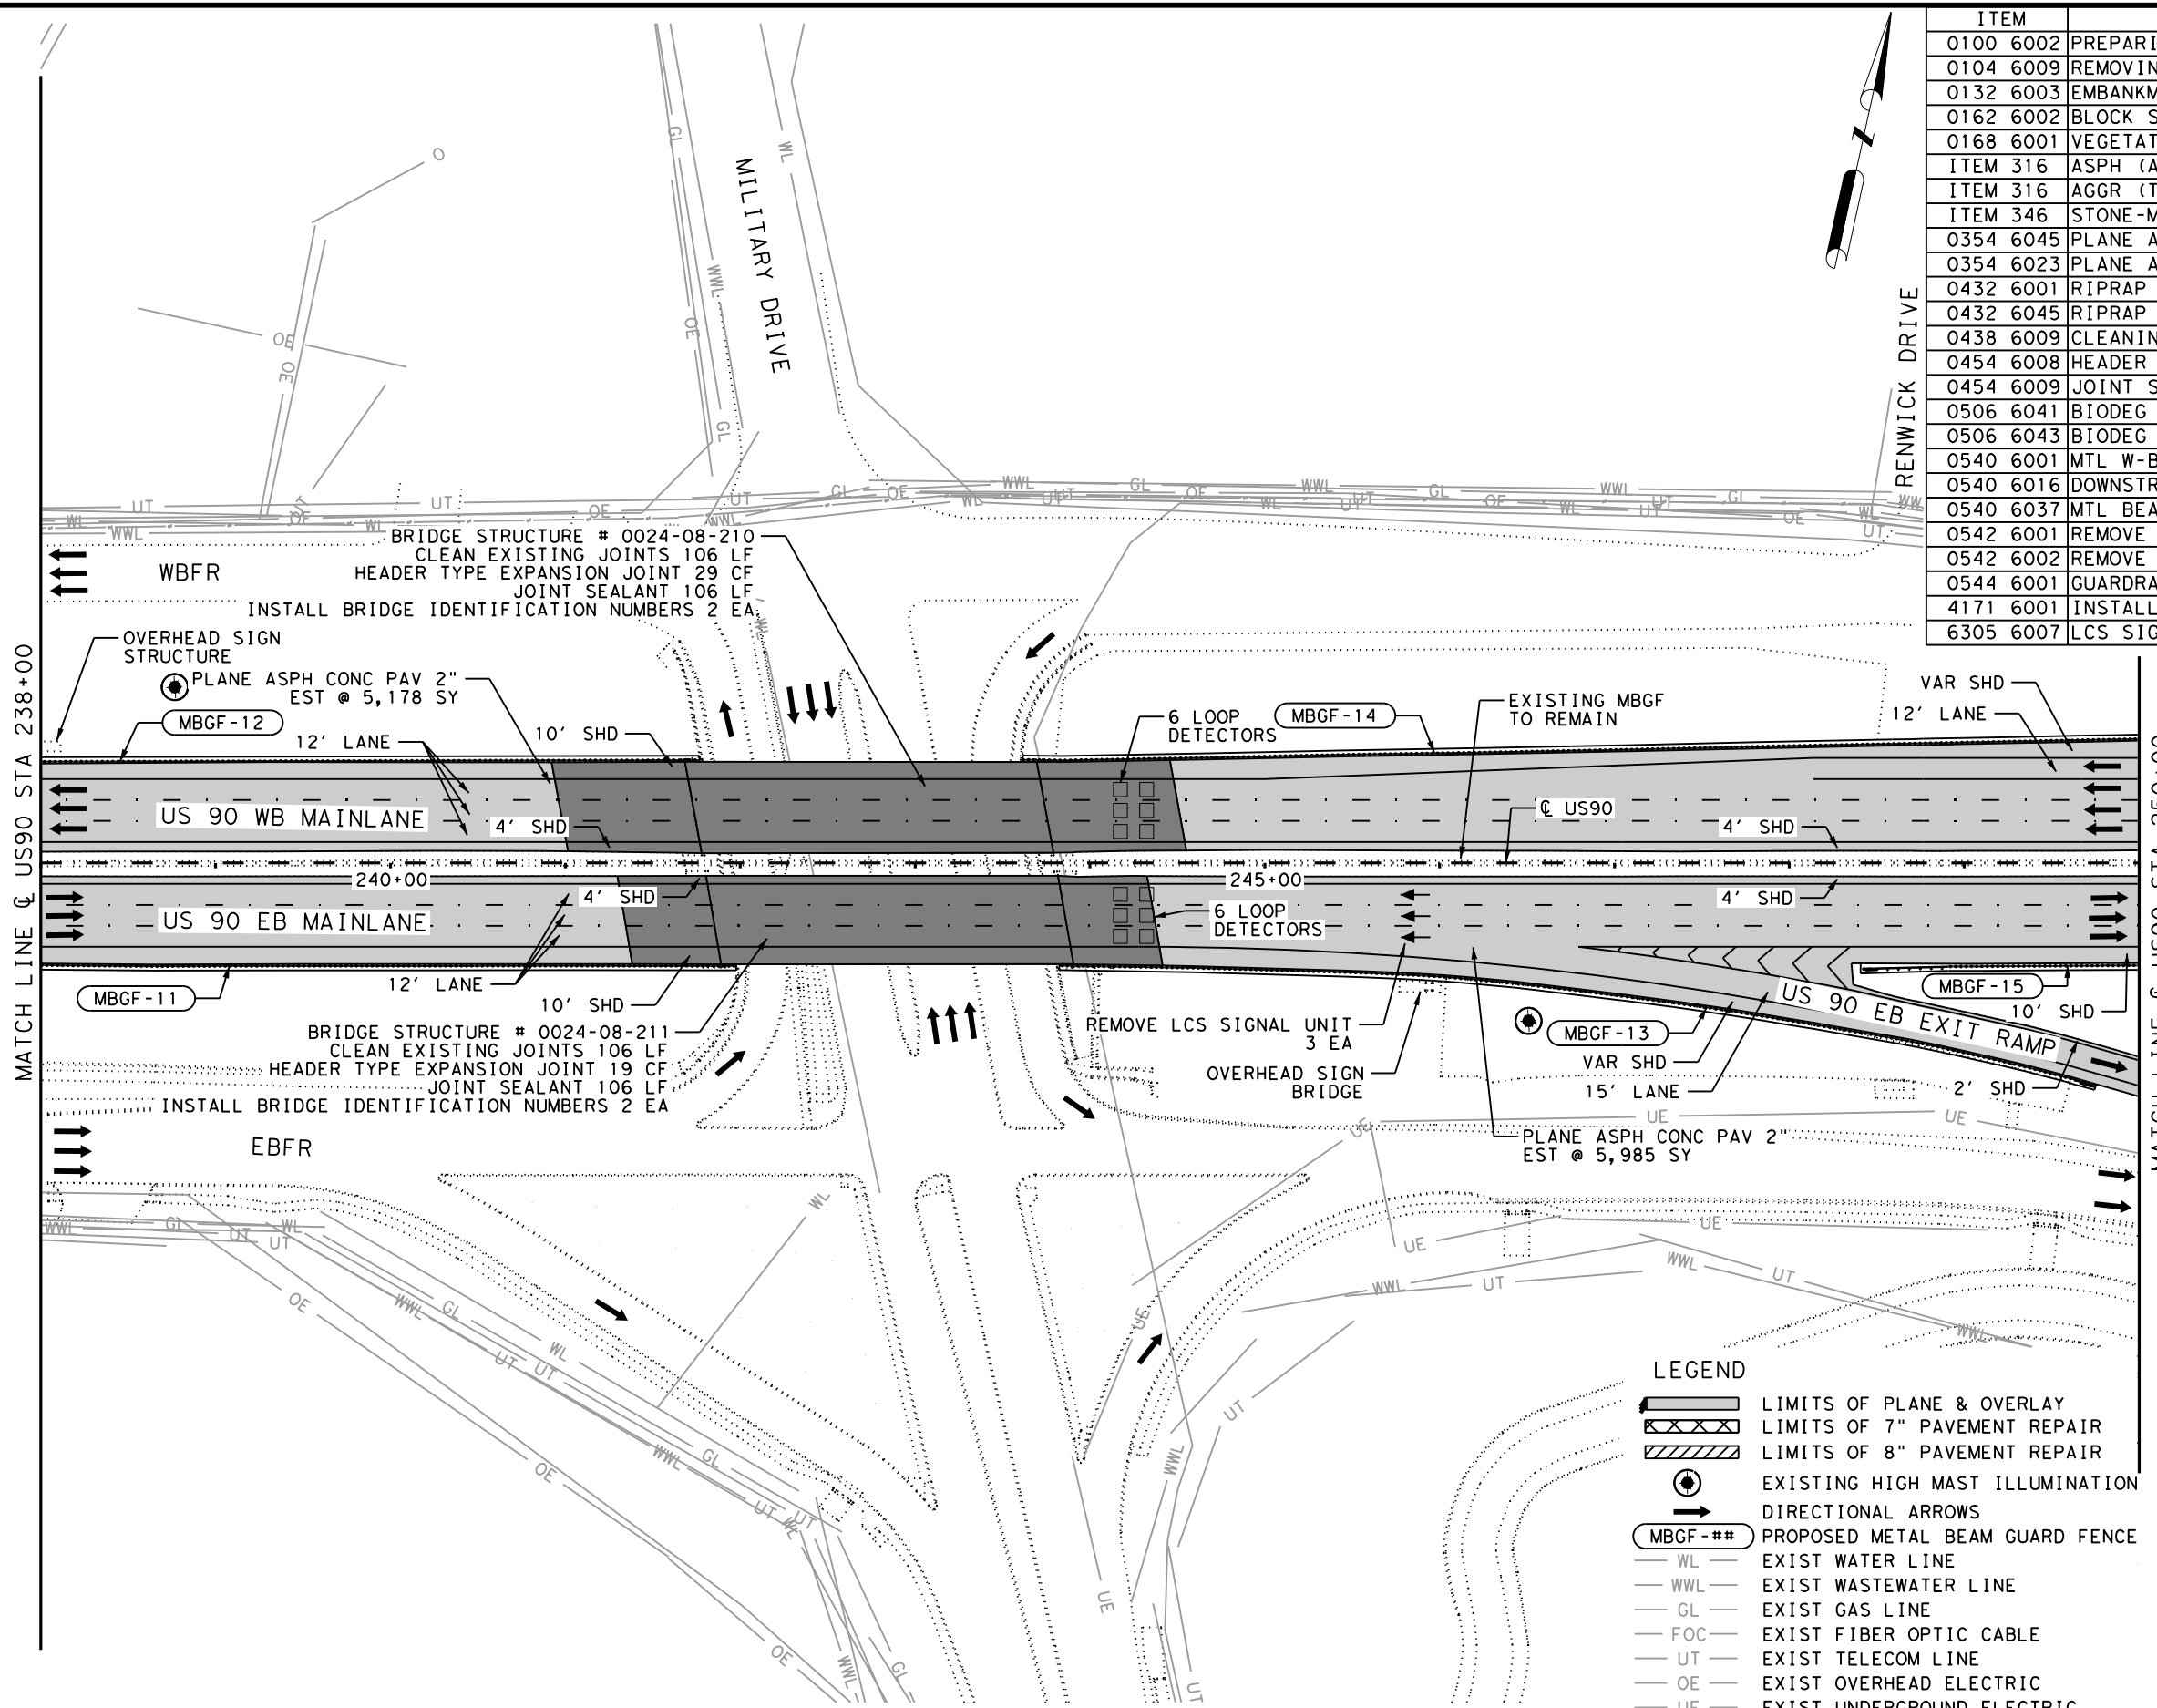 ITEM
0100 6002 PREPARI
0104 6009 REMOVIN
0132 6003 EMBANKM
0162 6002 BLOCK S
0168 6001 VEGETAT
ITEM 316 ASPH (A
ITEM 316 AGGR (T
ITEM 346 STONE-M
0354 6045 PLANE A
0354 6023 PLANE A
0432 6001 RIPRAP
0432 6045 RIPRAP
0438 6009 CLEANIN
0454 6008 HEADER
0454 6009 JOINT S
0506 6041 BIODEG
0506 6043 BIODEG
0540 6001 MTL W-B
0540 6016 DOWNSTR
0540 6037 MTL BEA
0542 6001 REMOVE
0542 6002 REMOVE
0544 6001 GUARDRA
4171 6001 INSTALL
6305 6007 LCS SIG
MILITARY DRIVE
RENWICK DRIVE
BRIDGE STRUCTURE # 0024-08-210
CLEAN EXISTING JOINTS 106 LF
HEADER TYPE EXPANSION JOINT 29 CF
JOINT SEALANT 106 LF
INSTALL BRIDGE IDENTIFICATION NUMBERS 2 EA
WBFR
OVERHEAD SIGN
STRUCTURE
PLANE ASPH CONC PAV 2"
EST @ 5,178 SY
MBGF-12
12' LANE
10' SHD
6 LOOP
DETECTORS
MBGF-14
EXISTING MBGF
TO REMAIN
VAR SHD
12' LANE
MATCH LINE ℄ US90 STA 238+00
US 90 WB MAINLANE
4' SHD
℄ US90
4' SHD
240+00
245+00
4' SHD
4' SHD
US 90 EB MAINLANE
6 LOOP
DETECTORS
MBGF-11
12' LANE
10' SHD
MBGF-15
10' SHD
US 90 EB EXIT RAMP
BRIDGE STRUCTURE # 0024-08-211
CLEAN EXISTING JOINTS 106 LF
HEADER TYPE EXPANSION JOINT 19 CF
JOINT SEALANT 106 LF
INSTALL BRIDGE IDENTIFICATION NUMBERS 2 EA
REMOVE LCS SIGNAL UNIT
3 EA
OVERHEAD SIGN
BRIDGE
MBGF-13
VAR SHD
15' LANE
2' SHD
PLANE ASPH CONC PAV 2"
EST @ 5,985 SY
EBFR
LEGEND
LIMITS OF PLANE & OVERLAY
LIMITS OF 7" PAVEMENT REPAIR
LIMITS OF 8" PAVEMENT REPAIR
EXISTING HIGH MAST ILLUMINATION
DIRECTIONAL ARROWS
MBGF-## PROPOSED METAL BEAM GUARD FENCE
WL EXIST WATER LINE
WWL EXIST WASTEWATER LINE
GL EXIST GAS LINE
FOC EXIST FIBER OPTIC CABLE
UT EXIST TELECOM LINE
OE EXIST OVERHEAD ELECTRIC
UE EXIST UNDERGROUND ELECTRIC